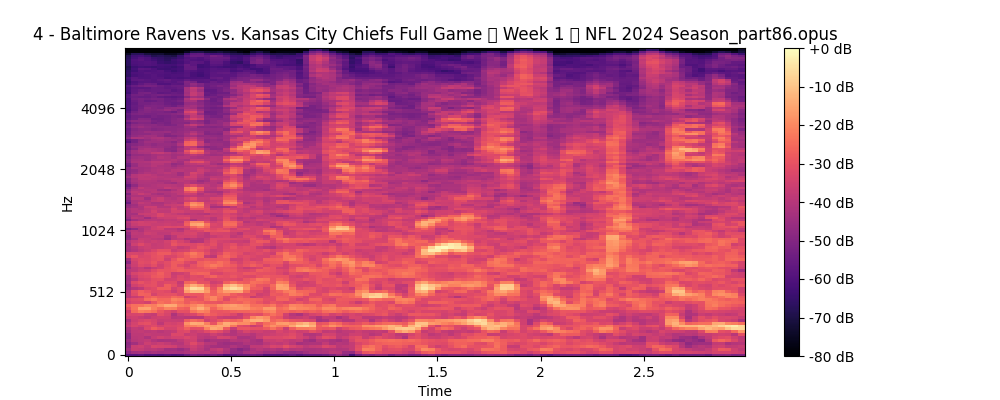 4 - Baltimore Ravens vs. Kansas City Chiefs Full Game ▯ Week 1 ▯ NFL 2024 Season_part86.opus
+0 dB
-10 dB
-20 dB
-30 dB
-40 dB
-50 dB
-60 dB
-70 dB
-80 dB
4096
2048
1024
512
0
Hz
0
0.5
1
1.5
2
2.5
Time